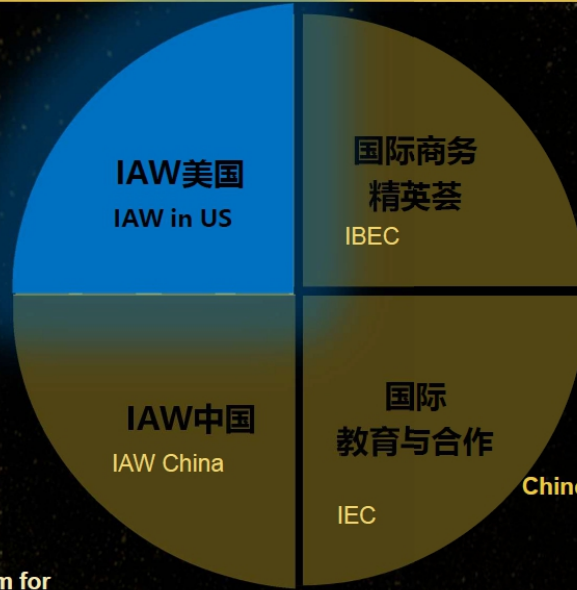 IAW美国
IAW in US
国际商务
精英荟
IBEC
IAW中国
IAW China
国际
教育与合作
IEC
Chin
m for